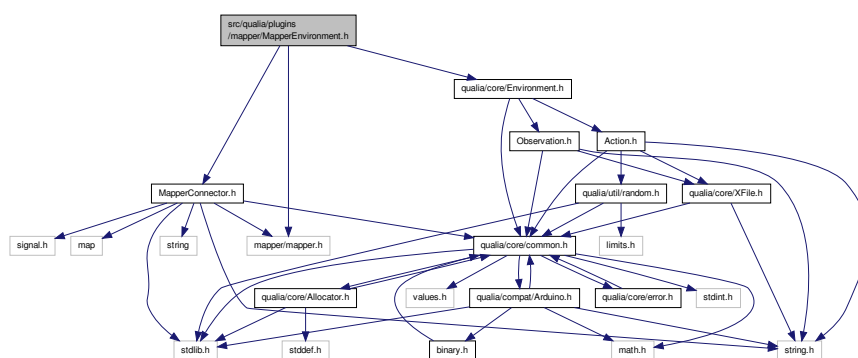 src/qualia/plugins
/mapper/MapperEnvironment.h
qualia/core/Environment.h
Observation.h
Action.h
MapperConnector.h
qualia/util/random.h
qualia/core/XFile.h
signal.h
map
string
mapper/mapper.h
qualia/core/common.h
limits.h
qualia/core/Allocator.h
values.h
qualia/compat/Arduino.h
qualia/core/error.h
stdint.h
stdlib.h
stddef.h
binary.h
math.h
string.h